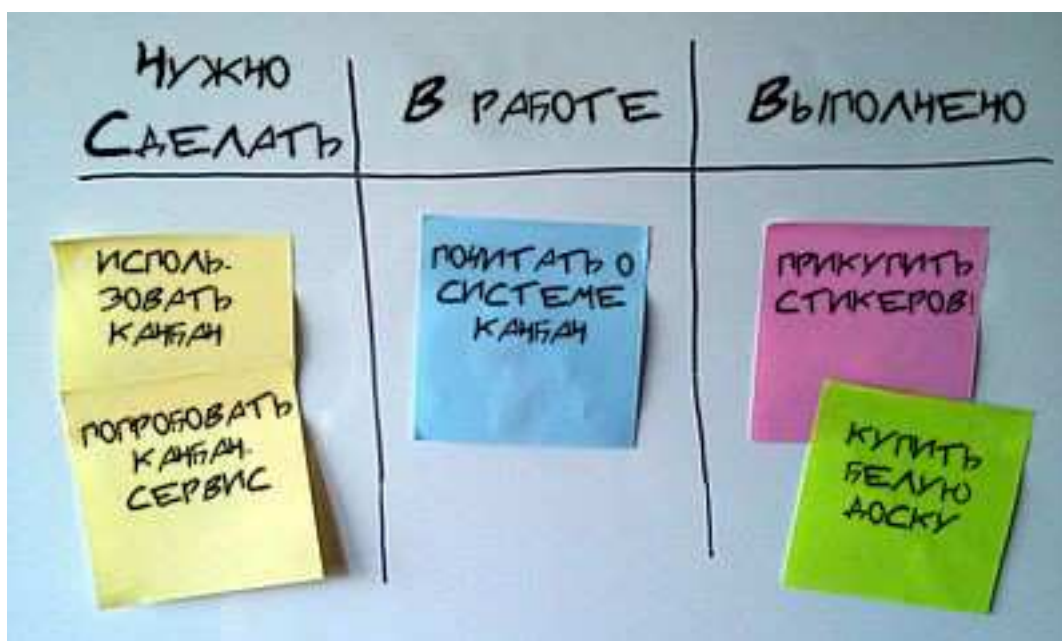 Нужно
Сделать
В работе
Выполнено
ИСПОЛЬ-
ЗОВАТЬ
КАНБАН
ПОПРОБОВАТЬ
КАНБАН-
СЕРВИС
ПОЧИТАТЬ О
СИСТЕМЕ
КАНБАН
ПРИКУПИТЬ
СТИКЕРОВ!
КУПИТЬ
БЕЛУЮ
ДОСКУ